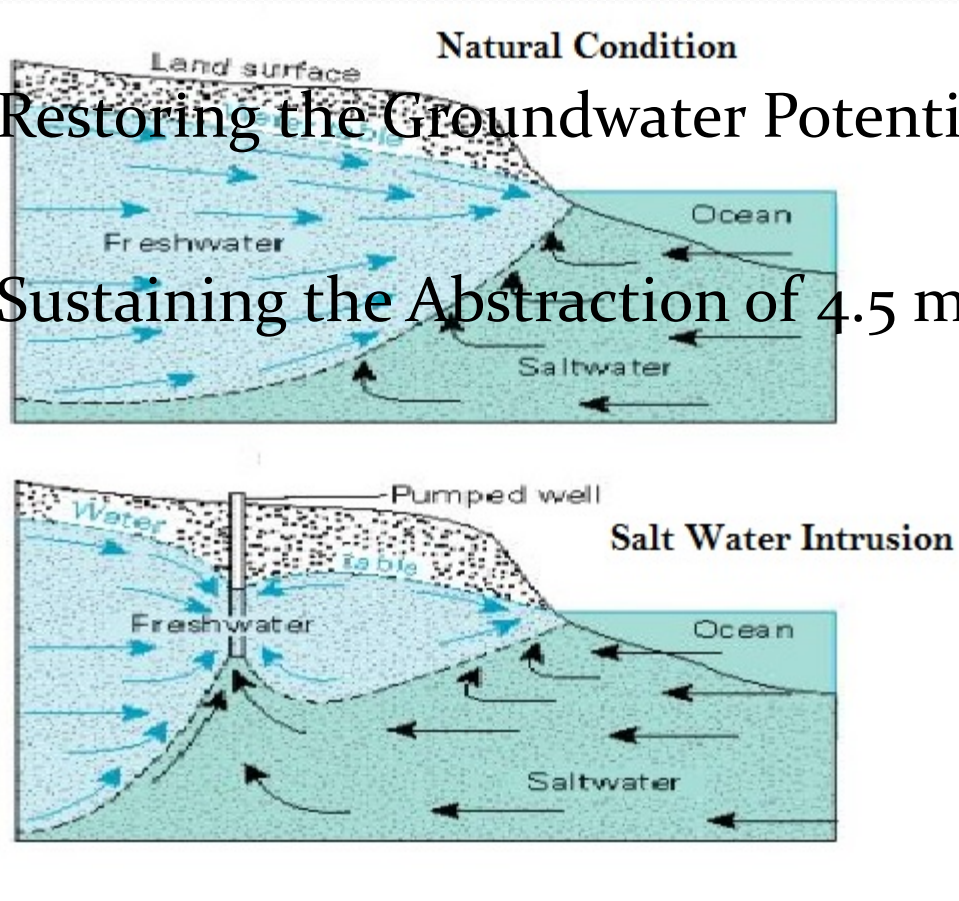 Natural Condition
Land surface
Restoring the Groundwater Potenti
table
Ocean
Freshwater
Sustaining the Abstraction of 4.5 m
Saltwater
Pumped well
Water
Salt Water Intrusion
table
Freshwater
Ocean
Saltwater